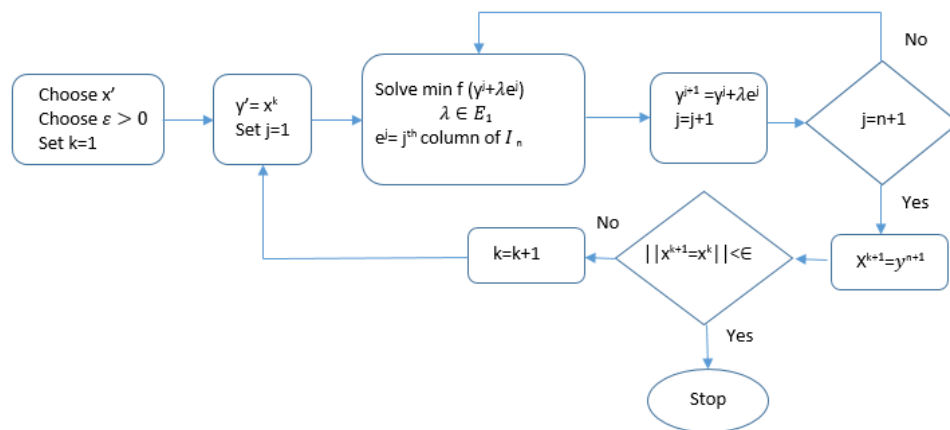 Choose x'
Choose ε > 0
Set k=1
y'= xᵏ
Set j=1
Solve min f (yʲ+λeʲ)
λ ∈ E₁
eʲ= jᵗʰ column of I ₙ
yʲ⁺¹ =yʲ+λeʲ
j=j+1
No
j=n+1
Yes
Xᵏ⁺¹=yⁿ⁺¹
||xᵏ⁺¹=xᵏ||<∈
No
k=k+1
Yes
Stop